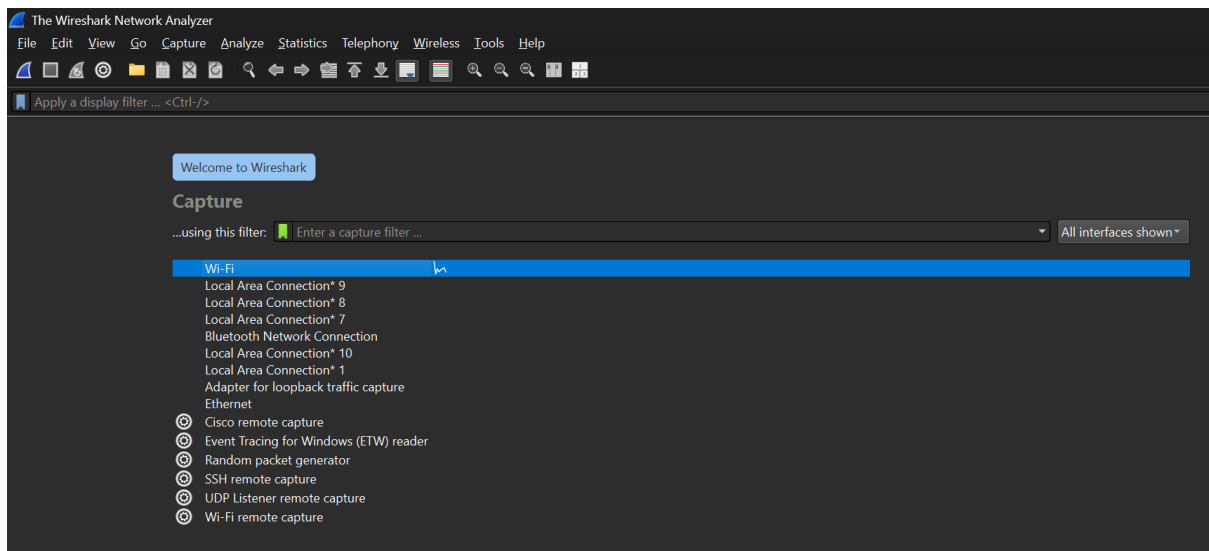 The Wireshark Network Analyzer
File Edit View Go Capture Analyze Statistics Telephony Wireless Tools Help
Apply a display filter ... <Ctrl-/>
Welcome to Wireshark
Capture
...using this filter: Enter a capture filter ... All interfaces shown
Wi-Fi
Local Area Connection* 9
Local Area Connection* 8
Local Area Connection* 7
Bluetooth Network Connection
Local Area Connection* 10
Local Area Connection* 1
Adapter for loopback traffic capture
Ethernet
Cisco remote capture
Event Tracing for Windows (ETW) reader
Random packet generator
SSH remote capture
UDP Listener remote capture
Wi-Fi remote capture